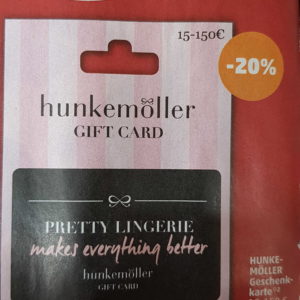 15-150€
-20%
hunkemöller
GIFT CARD
PRETTY LINGERIE
makes everything better
hunkemöller
GIFT CARD
HUNKE-
MÖLLER
Geschenk-
karte